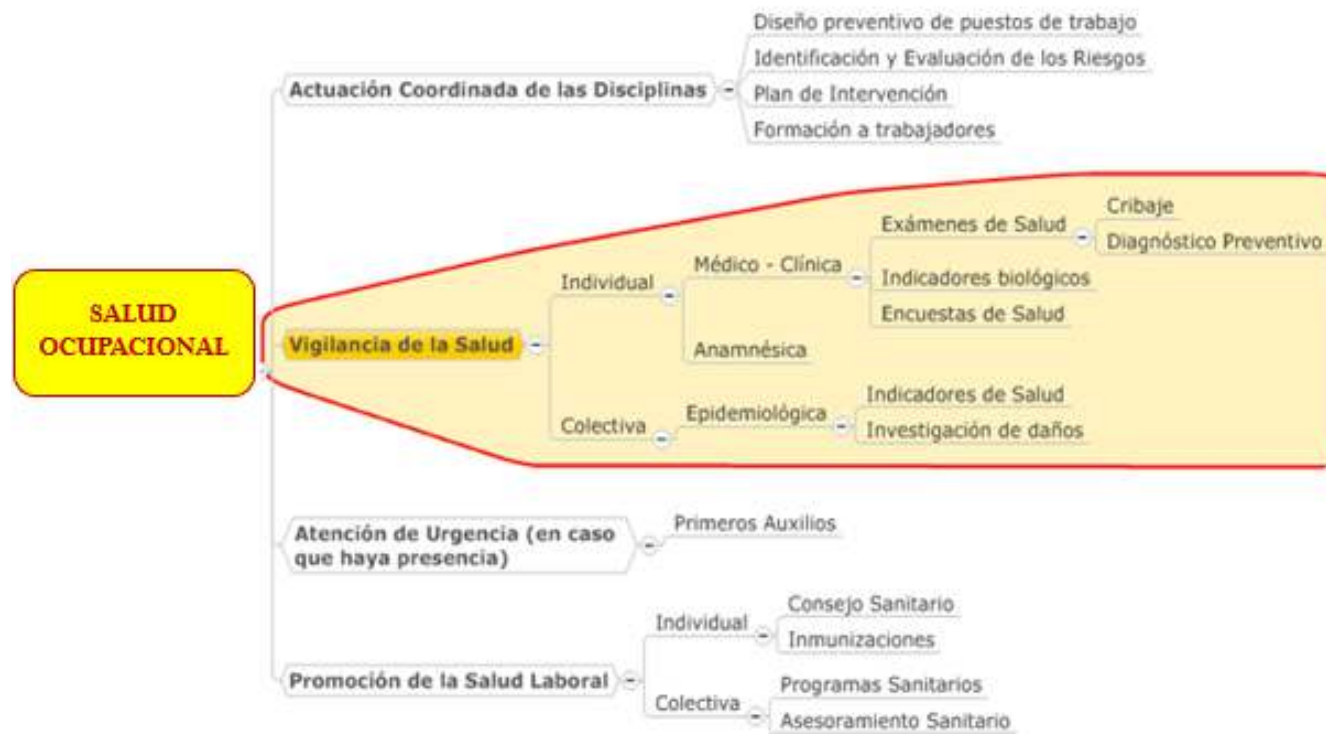 SALUD
OCUPACIONAL
Actuación Coordinada de las Disciplinas
Diseño preventivo de puestos de trabajo
Identificación y Evaluación de los Riesgos
Plan de Intervención
Formación a trabajadores
Vigilancia de la Salud
Individual
Médico - Clínica
Exámenes de Salud
Cribaje
Diagnóstico Preventivo
Indicadores biológicos
Encuestas de Salud
Anamnésica
Colectiva
Epidemiológica
Indicadores de Salud
Investigación de daños
Atención de Urgencia (en caso
que haya presencia)
Primeros Auxilios
Promoción de la Salud Laboral
Individual
Consejo Sanitario
Inmunizaciones
Colectiva
Programas Sanitarios
Asesoramiento Sanitario